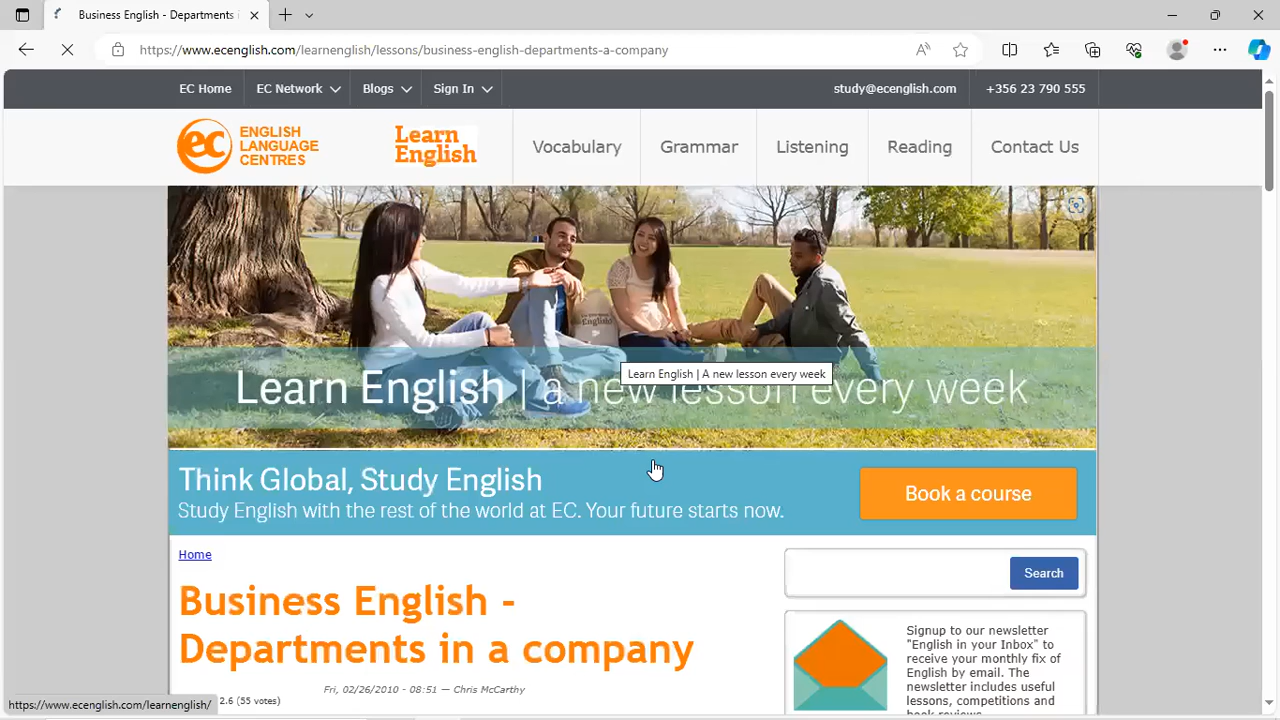 Business English - Departments i
https://www.ecenglish.com/learnenglish/lessons/business-english-departments-a-company
EC Home
EC Network
Blogs
Sign In
study@ecenglish.com
+356 23 790 555
ec ENGLISH
LANGUAGE
CENTRES
Learn
English
Vocabulary
Grammar
Listening
Reading
Contact Us
Learn English | A new lesson every week
Learn English | a new lesson every week
Think Global, Study English
Study English with the rest of the world at EC. Your future starts now.
Book a course
Home
Search
Business English -
Departments in a company
Fri, 02/26/2010 - 08:51 — Chris McCarthy
2.6 (55 votes)
Signup to our newsletter
"English in your Inbox" to
receive your monthly fix of
English by email. The
newsletter includes useful
lessons, competitions and
book reviews
https://www.ecenglish.com/learnenglish/